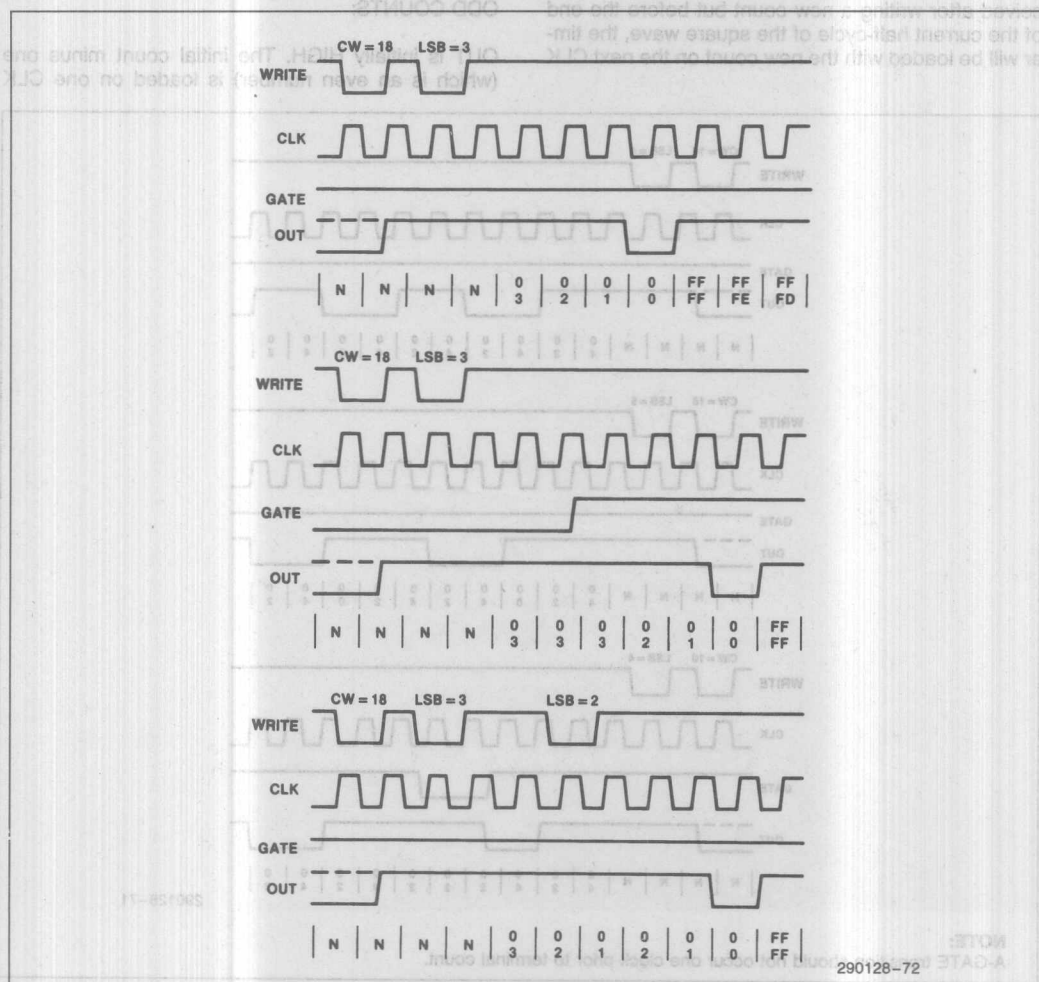 CW = 18 LSB = 3
WRITE
CLK
GATE
OUT
N N N N 0 0 0 0 FF FF FF
3 2 1 0 FF FE FD
CW = 18 LSB = 3
WRITE
CLK
GATE
OUT
N N N N 0 0 0 0 0 0 FF
3 3 3 2 1 0 FF
CW = 18 LSB = 3 LSB = 2
WRITE
CLK
GATE
OUT
N N N N 0 0 0 0 0 0 FF
3 2 1 2 1 0 FF
290128–72